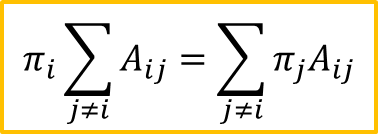 π_i ∑_{j≠i} A_{ij} = ∑_{j≠i} π_j A_{ij}